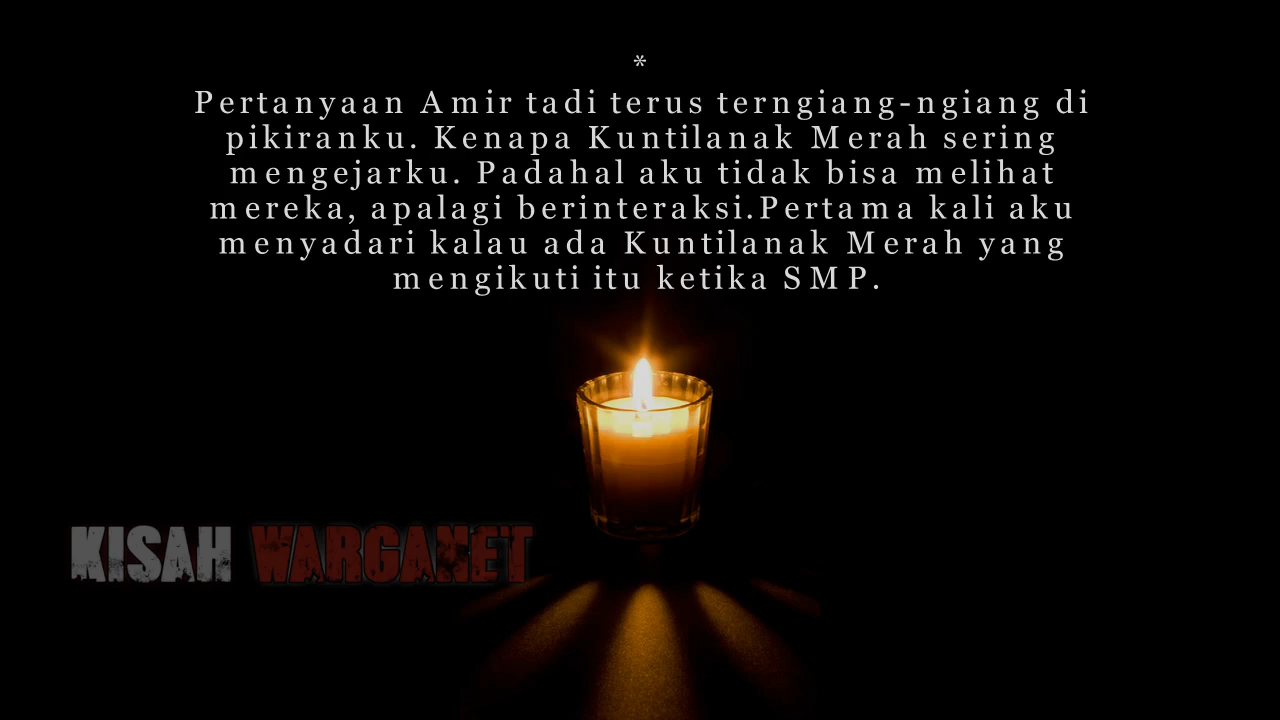 *
Pertanyaan Amir tadi terus terngiang-ngiang di
pikiranku. Kenapa Kuntilanak Merah sering
mengejarku. Padahal aku tidak bisa melihat
mereka, apalagi berinteraksi.Pertama kali aku
menyadari kalau ada Kuntilanak Merah yang
mengikuti itu ketika SMP.
KISAH WARGANET